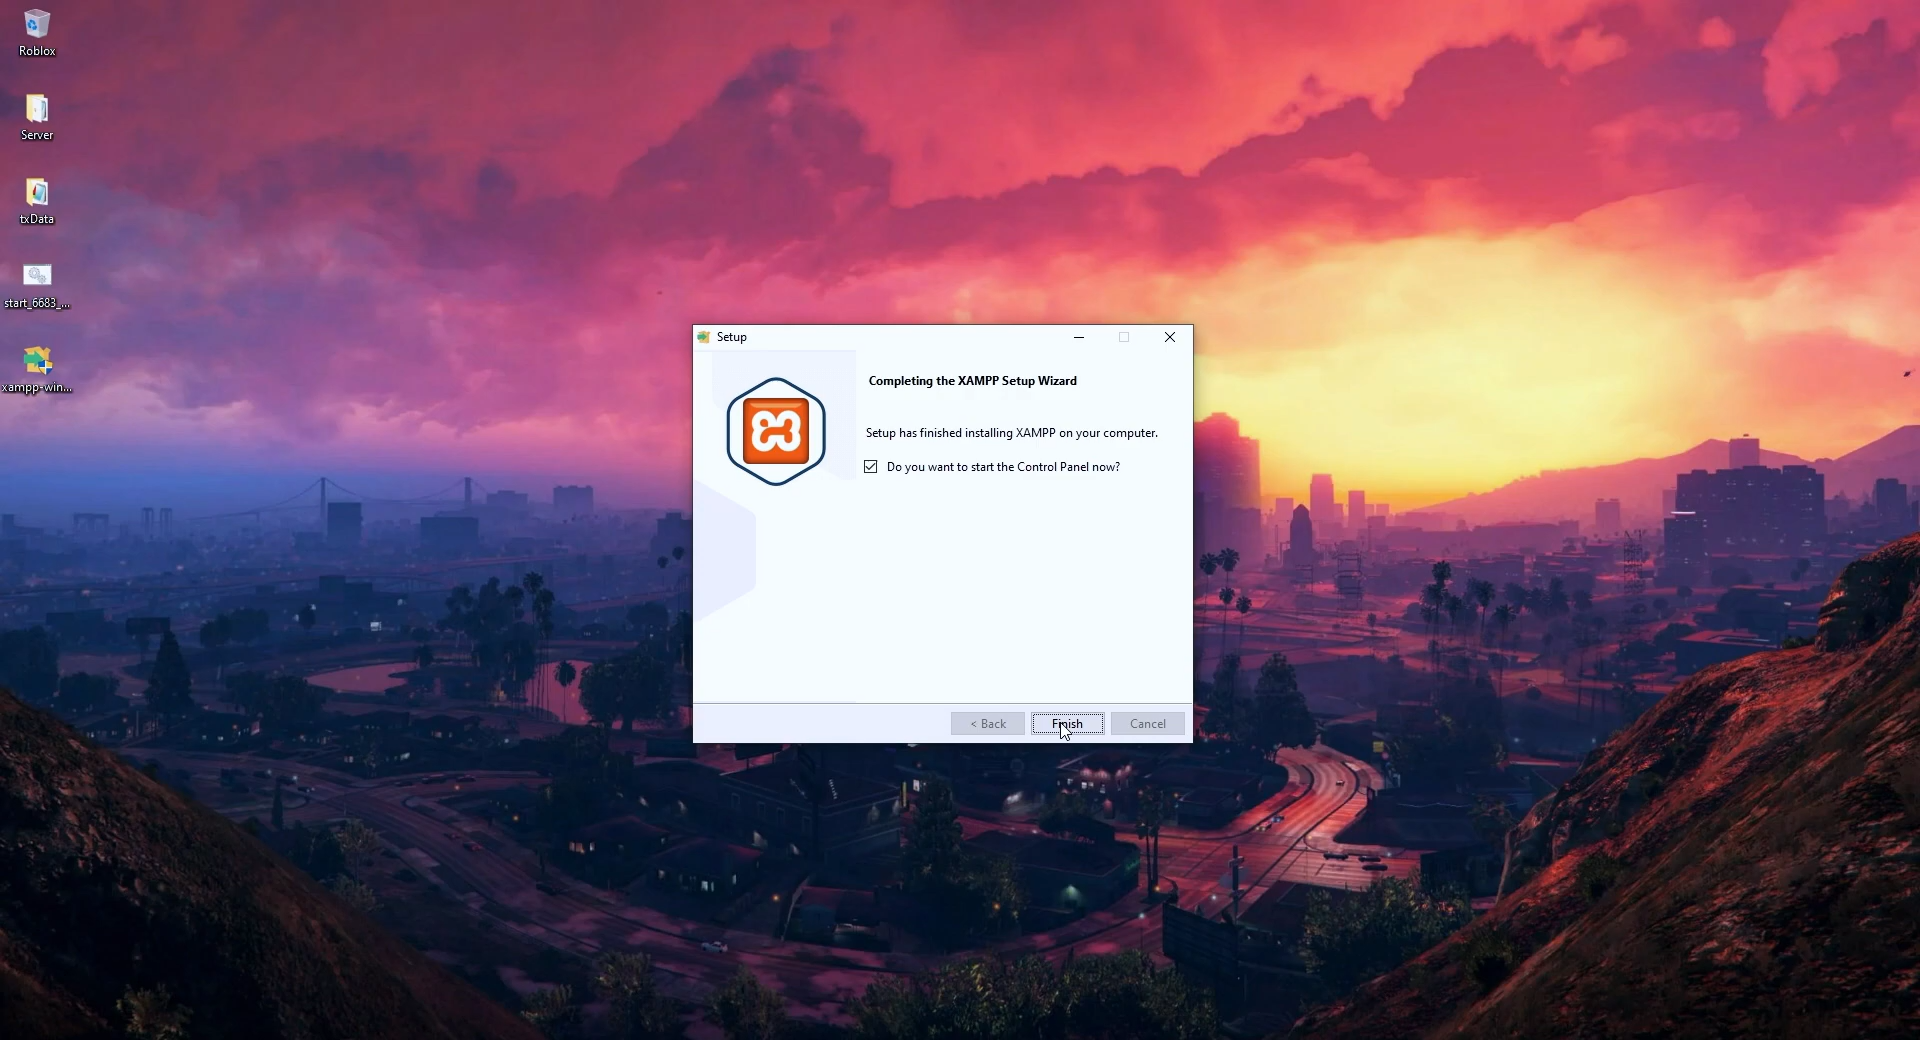 Roblox
Server
txData
start_6683_...
xampp-win...
Setup
Completing the XAMPP Setup Wizard
Setup has finished installing XAMPP on your computer.
Do you want to start the Control Panel now?
< Back
Finish
Cancel